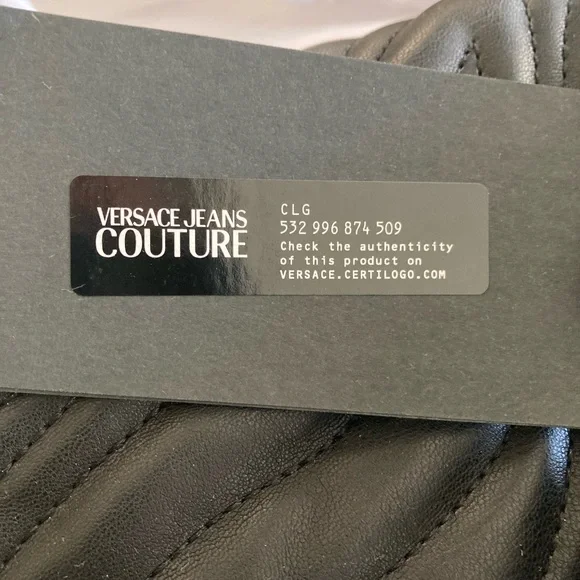 VERSACE JEANS
COUTURE
CLG
532 996 874 509
Check the authenticity
of this product on
VERSACE.CERTILOGO.COM